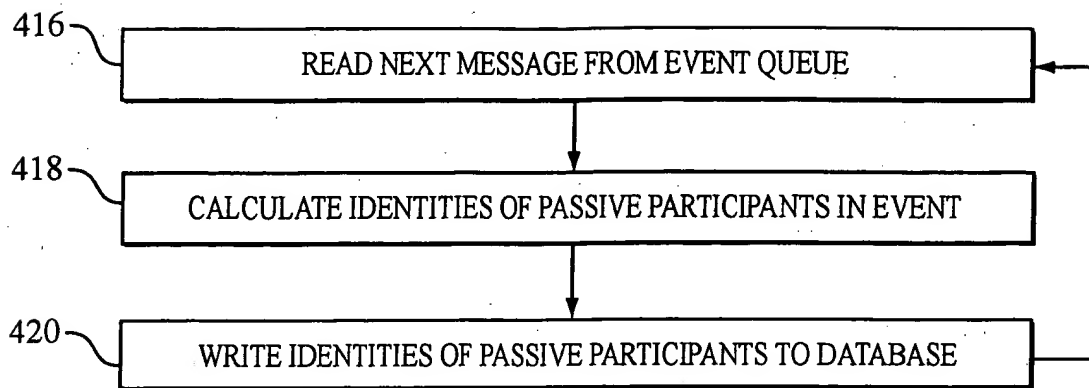 416
READ NEXT MESSAGE FROM EVENT QUEUE
418
CALCULATE IDENTITIES OF PASSIVE PARTICIPANTS IN EVENT
420
WRITE IDENTITIES OF PASSIVE PARTICIPANTS TO DATABASE